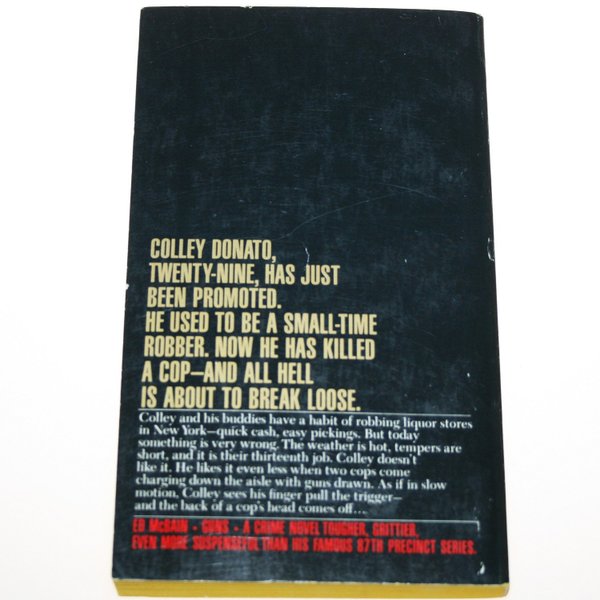 COLLEY DONATO,
TWENTY-NINE, HAS JUST
BEEN PROMOTED.
HE USED TO BE A SMALL-TIME
ROBBER. NOW HE HAS KILLED
A COP—AND ALL HELL
IS ABOUT TO BREAK LOOSE.
Colley and his buddies have a habit of robbing liquor stores
in New York—quick cash, easy pickings. But today
something is very wrong. The weather is hot, tempers are
short, and it is their thirteenth job. Colley doesn't
like it. He likes it even less when two cops come
charging down the aisle with guns drawn. As if in slow
motion, Colley sees his finger pull the trigger—
and the back of a cop's head comes off...
ED McBAIN - GUNS - A CRIME NOVEL TOUGHER, GRITTIER,
EVEN MORE SUSPENSEFUL THAN HIS FAMOUS 87TH PRECINCT SERIES.